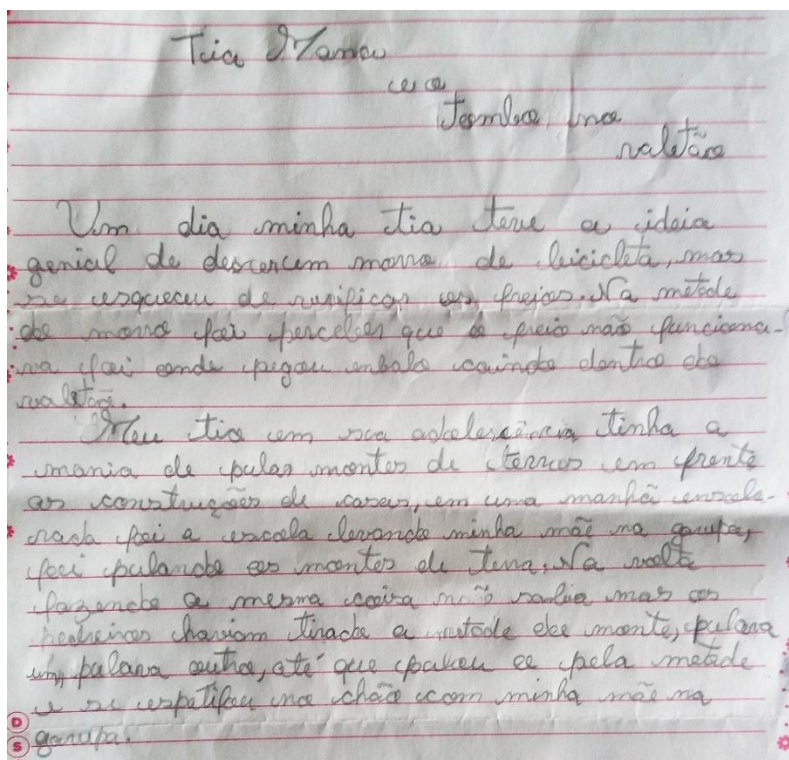 Tia Mana
e o
Tombo no
valetão
Um dia minha tia teve a ideia
genial de descerem morro de bicicleta, mas
se esqueceu de verificar os freios. Na metade
do morro foi perceber que o freio não funciona-
va foi onde pegou embalo caindo dentro do
valetão.
Meu tio em sua adolescência tinha a
mania de pular montes de terras em frente
as construções de casas, em uma manhã ensola-
rada foi a escola levando minha mãe na garupa,
foi pulando os montes de terra. Na volta
fazendo a mesma coisa não sabia mas os
pedreiros haviam tirado a metade do monte, pulava
um, pulava outro, até que pulou o pela metade
e se espatifou no chão com minha mãe na
garupa.
D
S